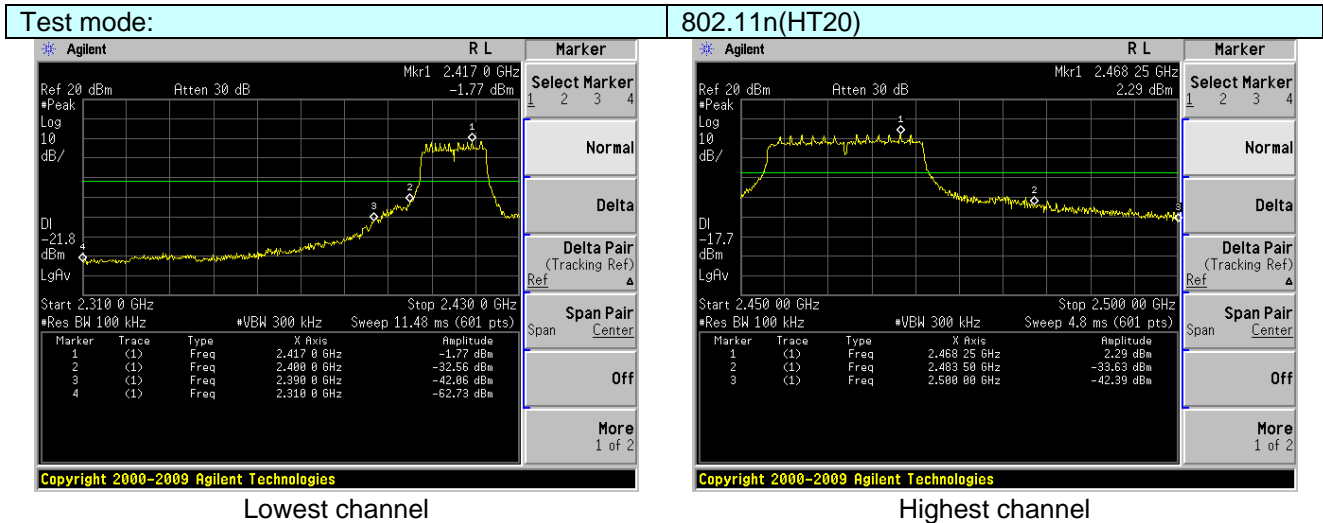 Test mode: 802.11n(HT20)
Agilent R L Marker
Mkr1 2.417 0 GHz
Ref 20 dBm Atten 30 dB -1.77 dBm
#Peak
Log
10
dB/
1
2
3
4
DI
-21.8
dBm
LgAv
Start 2.310 0 GHz Stop 2.430 0 GHz
#Res BW 100 kHz #VBW 300 kHz Sweep 11.48 ms (601 pts)
Marker Trace Type X Axis Amplitude
1 (1) Freq 2.417 0 GHz -1.77 dBm
2 (1) Freq 2.400 0 GHz -32.56 dBm
3 (1) Freq 2.390 0 GHz -42.06 dBm
4 (1) Freq 2.310 0 GHz -62.73 dBm
Select Marker
1 2 3 4
Normal
Delta
Delta Pair
(Tracking Ref)
Ref Δ
Span Pair
Span Center
Off
More
1 of 2
Copyright 2000-2009 Agilent Technologies
Lowest channel
Agilent R L Marker
Mkr1 2.468 25 GHz
Ref 20 dBm Atten 30 dB 2.29 dBm
#Peak
Log
10
dB/
1
2
3
DI
-17.7
dBm
LgAv
Start 2.450 00 GHz Stop 2.500 00 GHz
#Res BW 100 kHz #VBW 300 kHz Sweep 4.8 ms (601 pts)
Marker Trace Type X Axis Amplitude
1 (1) Freq 2.468 25 GHz 2.29 dBm
2 (1) Freq 2.483 50 GHz -33.63 dBm
3 (1) Freq 2.500 00 GHz -42.39 dBm
Select Marker
1 2 3 4
Normal
Delta
Delta Pair
(Tracking Ref)
Ref Δ
Span Pair
Span Center
Off
More
1 of 2
Copyright 2000-2009 Agilent Technologies
Highest channel